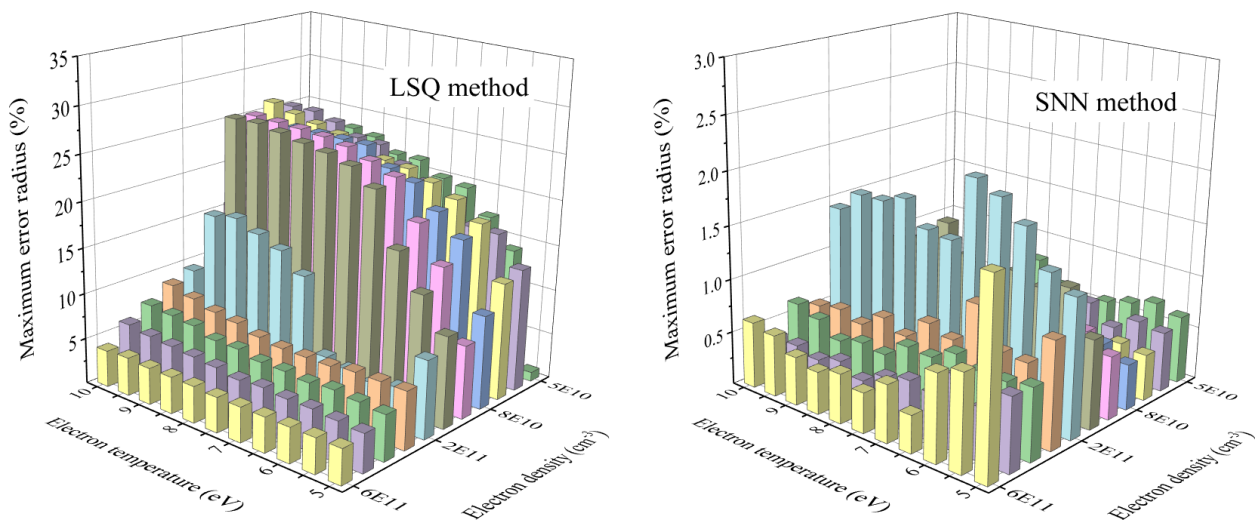 35
30
25
20
15
10
5
Maximum error radius (%)
LSQ method
10
9
8
7
6
5
Electron temperature (eV)
6E11
2E11
8E10
5E10
Electron density (cm⁻³)
3.0
2.5
2.0
1.5
1.0
0.5
Maximum error radius (%)
SNN method
10
9
8
7
6
5
Electron temperature (eV)
6E11
2E11
8E10
5E10
Electron density (cm⁻³)